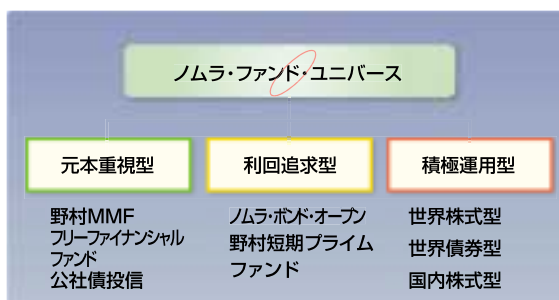 ノムラ・ファンド・ユニバース
元本重視型
利回追求型
積極運用型
野村MMF
フリーファイナンシャル
ファンド
公社債投信
ノムラ・ボンド・オープン
野村短期プライム
ファンド
世界株式型
世界債券型
国内株式型